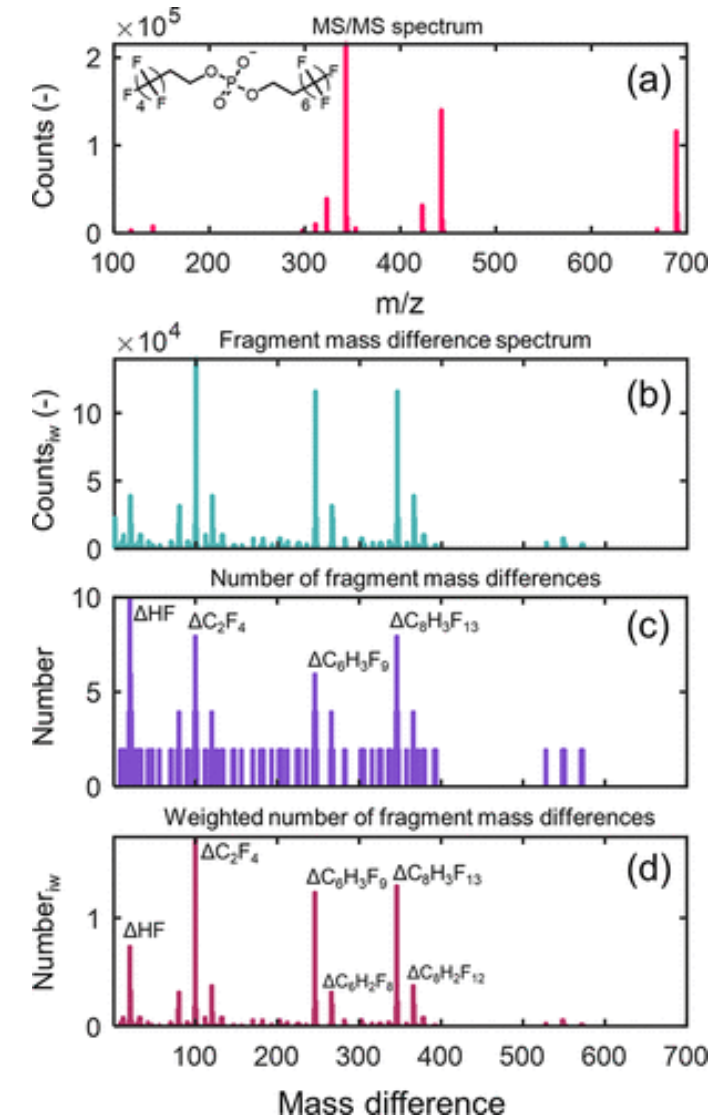 ×10⁵
MS/MS spectrum
(a)
Counts (-)
2
1
0
F F O⁻ F F
F ( )₄ F O P O ( )₆ F F
O
100 200 300 400 500 600 700
m/z
×10⁴
Fragment mass difference spectrum
(b)
Counts_iw (-)
10
5
0
Number of fragment mass differences
(c)
Number
10
5
0
ΔHF
ΔC₂F₄
ΔC₆H₃F₉
ΔC₈H₃F₁₃
Weighted number of fragment mass differences
(d)
Number_iw
1
0
ΔHF
ΔC₂F₄
ΔC₆H₃F₉
ΔC₈H₃F₁₃
ΔC₆H₂F₈
ΔC₈H₂F₁₂
100 200 300 400 500 600 700
Mass difference